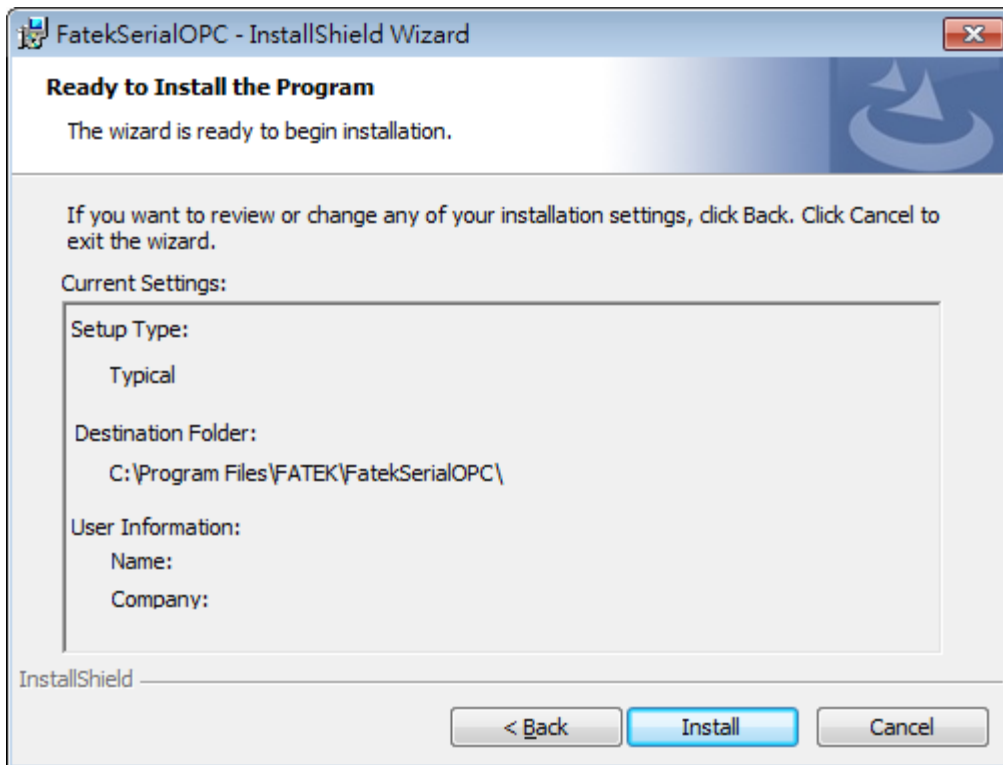 FatekSerialOPC - InstallShield Wizard
Ready to Install the Program
The wizard is ready to begin installation.
If you want to review or change any of your installation settings, click Back. Click Cancel to
exit the wizard.
Current Settings:
Setup Type:
Typical
Destination Folder:
C:\Program Files\FATEK\FatekSerialOPC\
User Information:
Name:
Company:
InstallShield
< Back
Install
Cancel